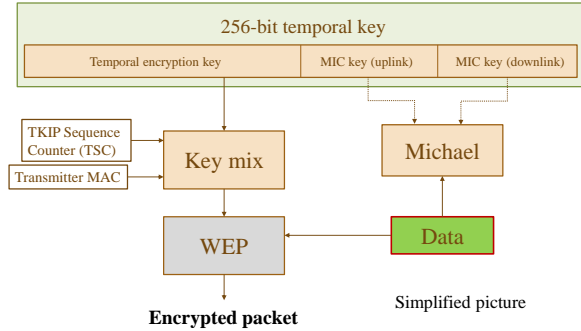 256-bit temporal key
Temporal encryption key
MIC key (uplink)
MIC key (downlink)
TKIP Sequence
Counter (TSC)
Transmitter MAC
Key mix
Michael
WEP
Data
Encrypted packet
Simplified picture